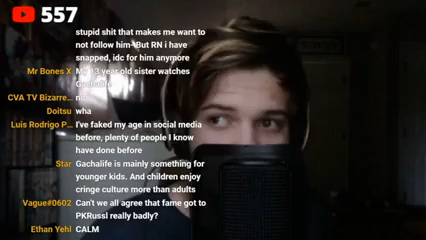 557
stupid shit that makes me want to
not follow him--But RN i have
snapped, idc for him anymore
Mr Bones X My 13 year old sister watches
Gachalife
CVA TV Bizarre... no
Doitsu wha
Luis Rodrigo P... I've faked my age in social media
before, plenty of people I know
have done before
Star Gachalife is mainly something for
younger kids. And children enjoy
cringe culture more than adults
Vague#0602 Can't we all agree that fame got to
PKRussl really badly?
Ethan Yehl CALM